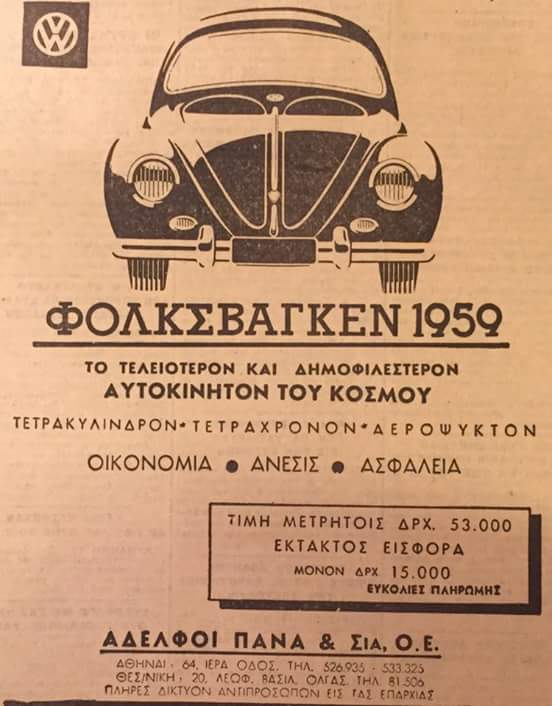 VW
ΦΟΛΚΣΒΑΓΚΕΝ 1959
ΤΟ ΤΕΛΕΙΟΤΕΡΟΝ ΚΑΙ ΔΗΜΟΦΙΛΕΣΤΕΡΟΝ
ΑΥΤΟΚΙΝΗΤΟΝ ΤΟΥ ΚΟΣΜΟΥ
ΤΕΤΡΑΚΥΛΙΝΔΡΟΝ * ΤΕΤΡΑΧΡΟΝΟΝ * ΑΕΡΟΨΥΚΤΟΝ
ΟΙΚΟΝΟΜΙΑ ● ΑΝΕΣΙΣ ● ΑΣΦΑΛΕΙΑ
ΤΙΜΗ ΜΕΤΡΗΤΟΙΣ ΔΡΧ. 53.000
ΕΚΤΑΚΤΟΣ ΕΙΣΦΟΡΑ
ΜΟΝΟΝ ΔΡΧ 15.000
ΕΥΚΟΛΙΕΣ ΠΛΗΡΩΜΗΣ
ΑΔΕΛΦΟΙ ΠΑΝΑ & Σια, Ο.Ε.
ΑΘΗΝΑΙ : 64, ΙΕΡΑ ΟΔΟΣ. ΤΗΛ. 526.935 - 533.325
ΘΕΣ/ΝΙΚΗ : 20, ΛΕΩΦ. ΒΑΣΙΛ. ΟΛΓΑΣ. ΤΗΛ. 81.506
ΠΛΗΡΕΣ ΔΙΚΤΥΟΝ ΑΝΤΙΠΡΟΣΩΠΩΝ ΕΙΣ ΤΑΣ ΕΠΑΡΧΙΑΣ